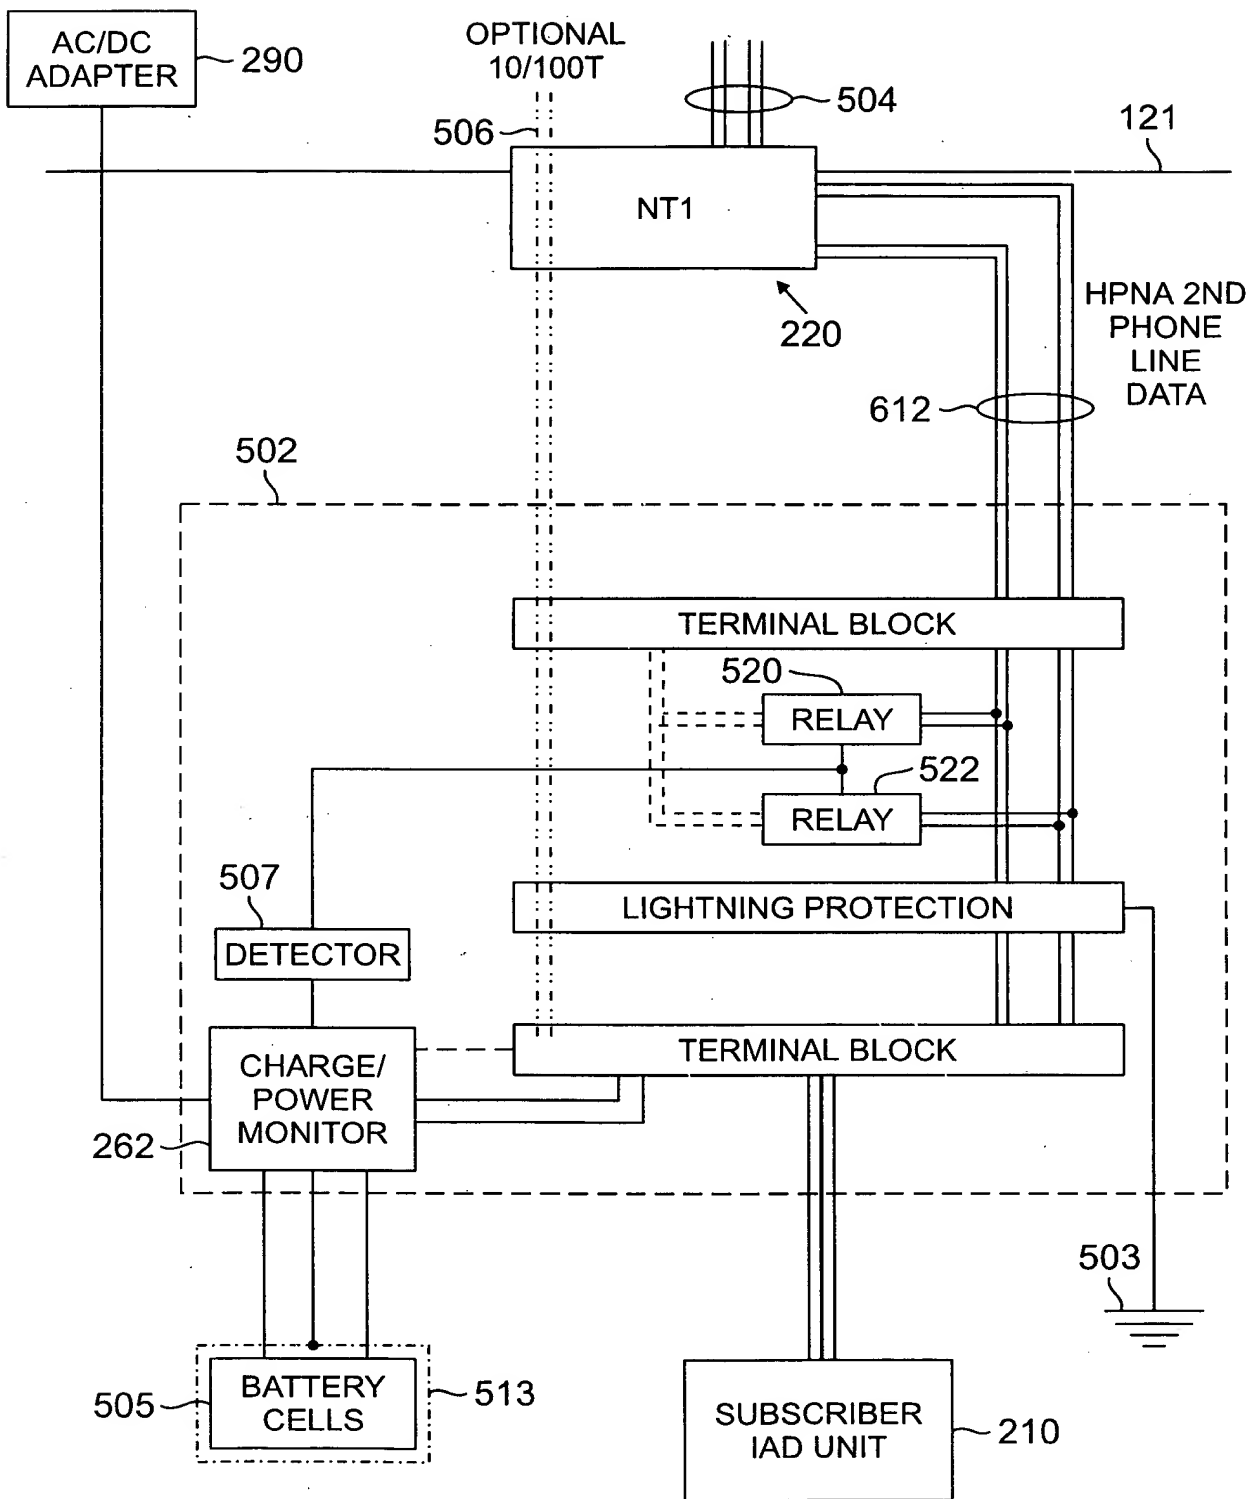 AC/DC
ADAPTER
290
OPTIONAL
10/100T
506
504
121
NT1
220
HPNA 2ND
PHONE
LINE
DATA
612
502
TERMINAL BLOCK
520
RELAY
522
RELAY
507
LIGHTNING PROTECTION
DETECTOR
TERMINAL BLOCK
CHARGE/
POWER
MONITOR
262
503
BATTERY
CELLS
505
513
SUBSCRIBER
IAD UNIT
210